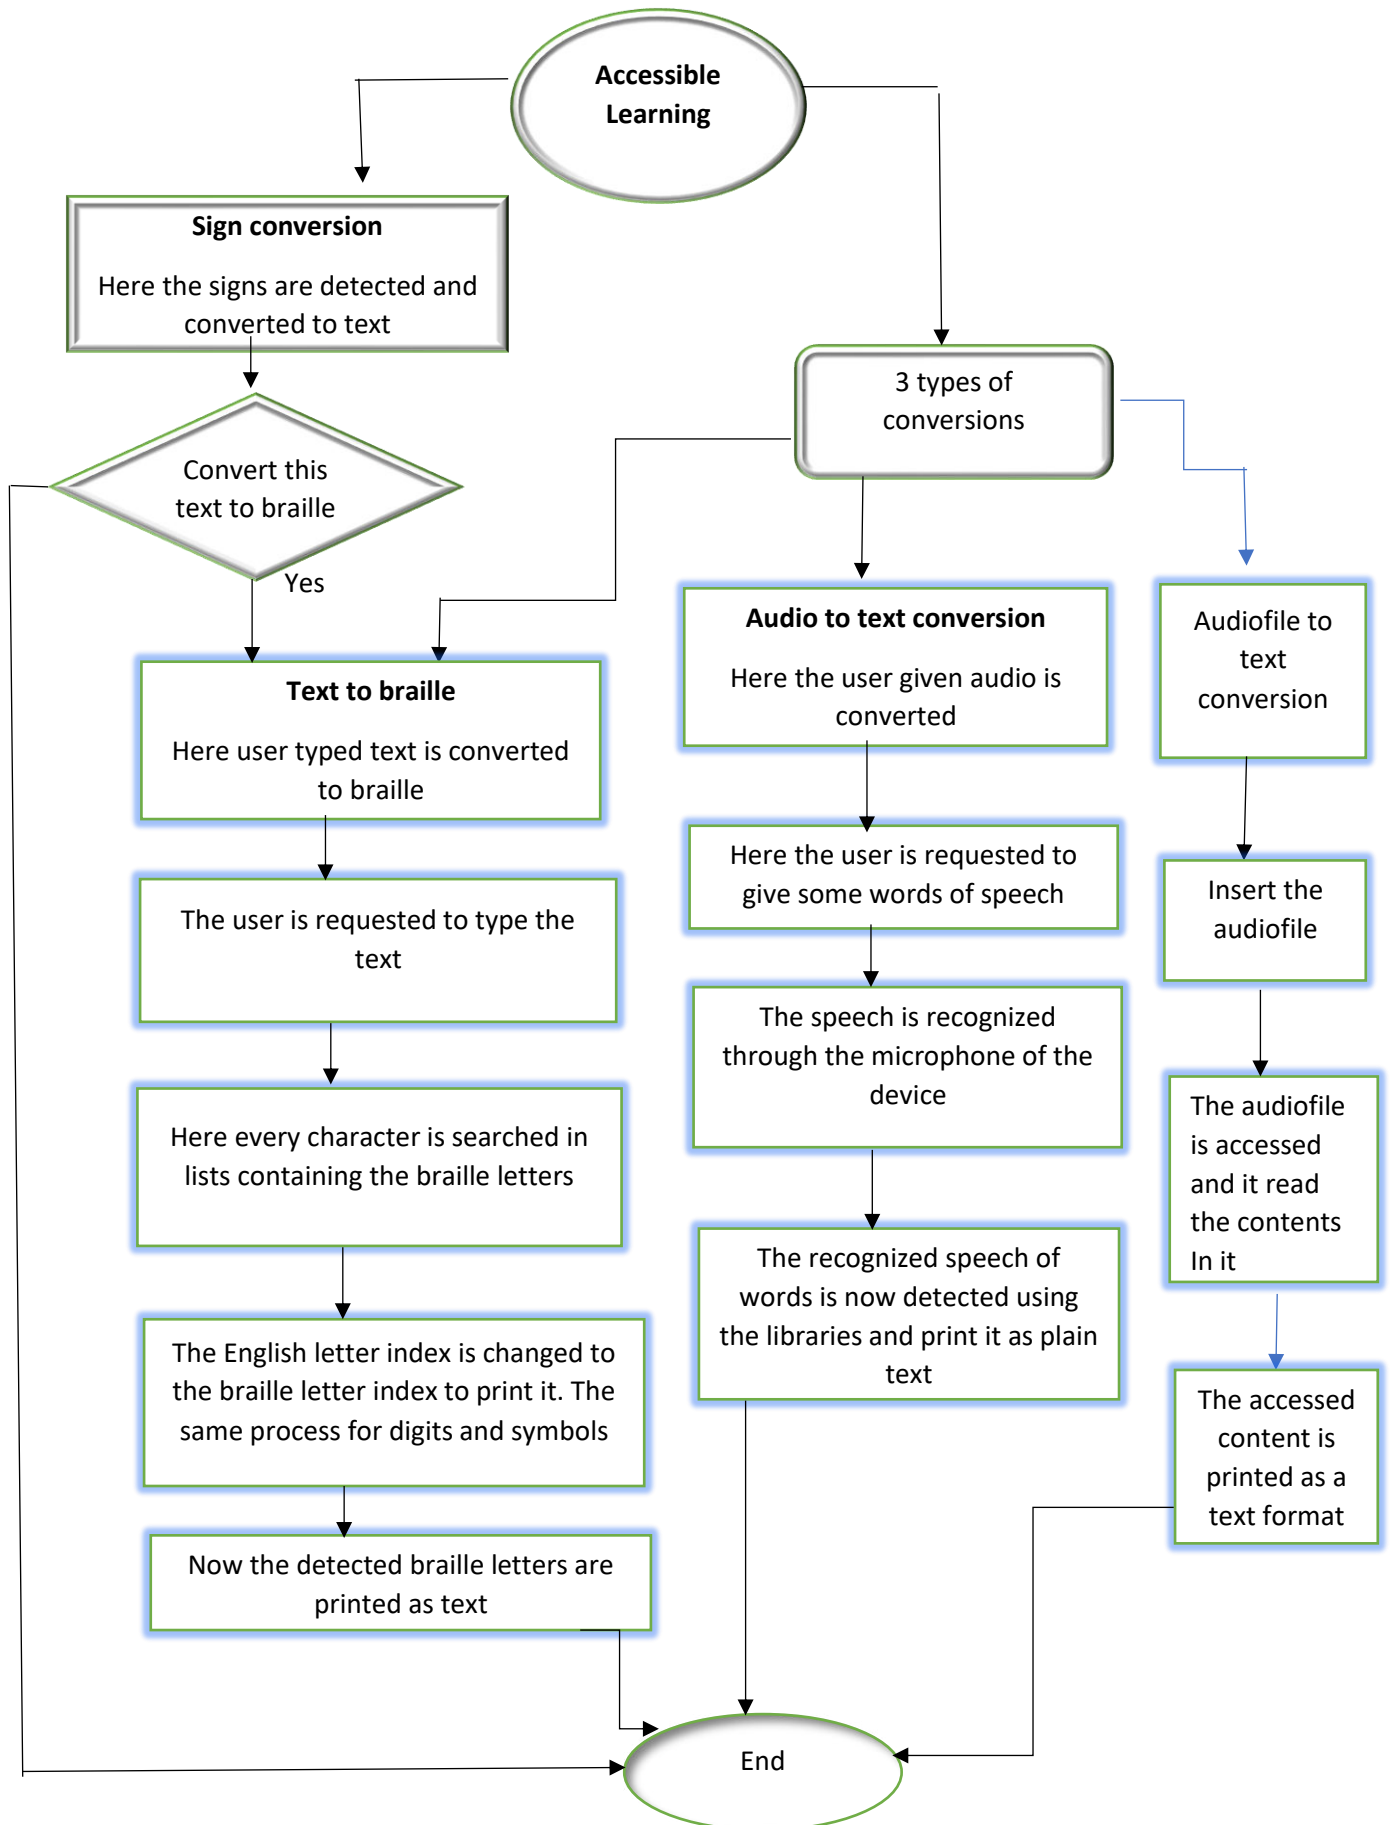 Accessible
Learning
Sign conversion
Here the signs are detected and
converted to text
3 types of
conversions
Convert this
text to braille
Yes
Text to braille
Here user typed text is converted
to braille
The user is requested to type the
text
Here every character is searched in
lists containing the braille letters
The English letter index is changed to
the braille letter index to print it. The
same process for digits and symbols
Now the detected braille letters are
printed as text
Audio to text conversion
Here the user given audio is
converted
Here the user is requested to
give some words of speech
The speech is recognized
through the microphone of the
device
The recognized speech of
words is now detected using
the libraries and print it as plain
text
Audiofile to
text
conversion
Insert the
audiofile
The audiofile
is accessed
and it read
the contents
In it
The accessed
content is
printed as a
text format
End